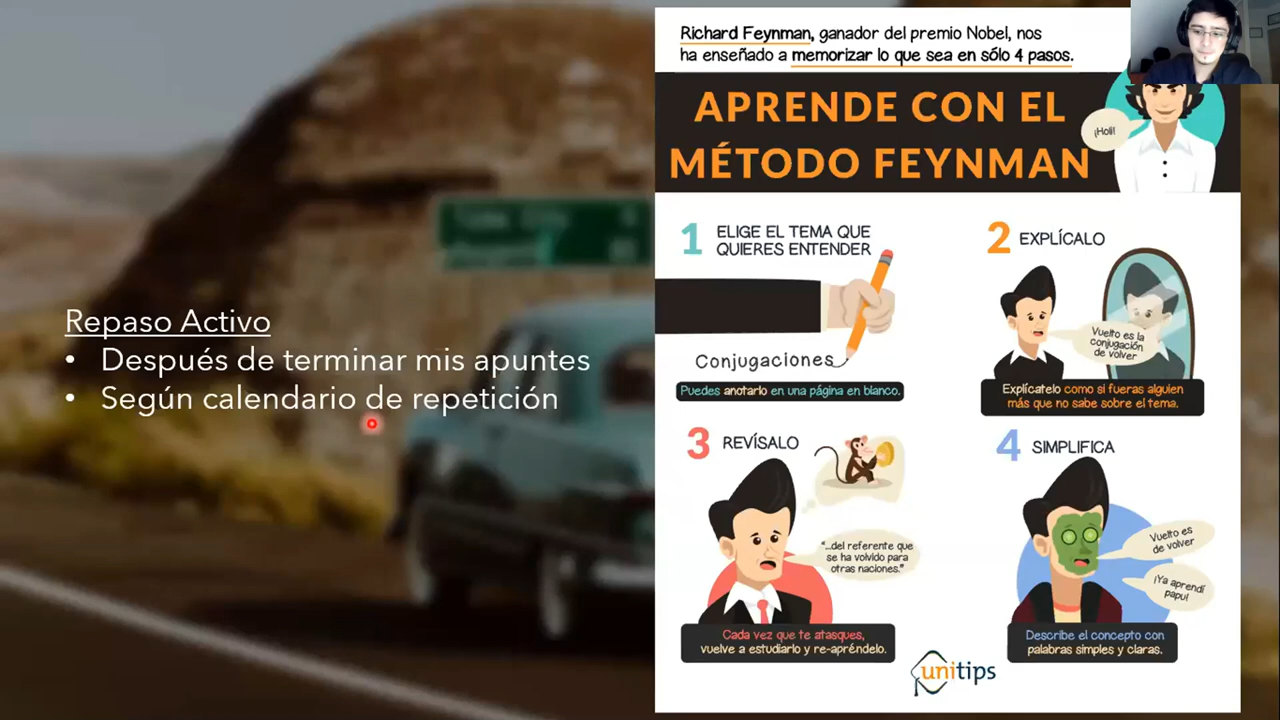 Repaso Activo
• Después de terminar mis apuntes
• Según calendario de repetición
Richard Feynman, ganador del premio Nobel, nos
ha enseñado a memorizar lo que sea en sólo 4 pasos.
APRENDE CON EL
MÉTODO FEYNMAN
¡Holi!
1 ELIGE EL TEMA QUE
QUIERES ENTENDER
Conjugaciones
Puedes anotarlo en una página en blanco.
2 EXPLÍCALO
Vuelto es la
conjugación
de volver
Explícatelo como si fueras alguien
más que no sabe sobre el tema.
3 REVÍSALO
"...del referente que
se ha volvido para
otras naciones."
Cada vez que te atasques,
vuelve a estudiarlo y re-apréndelo.
4 SIMPLIFICA
Vuelto es
de volver
¡Ya aprendí
papu!
Describe el concepto con
palabras simples y claras.
unitips